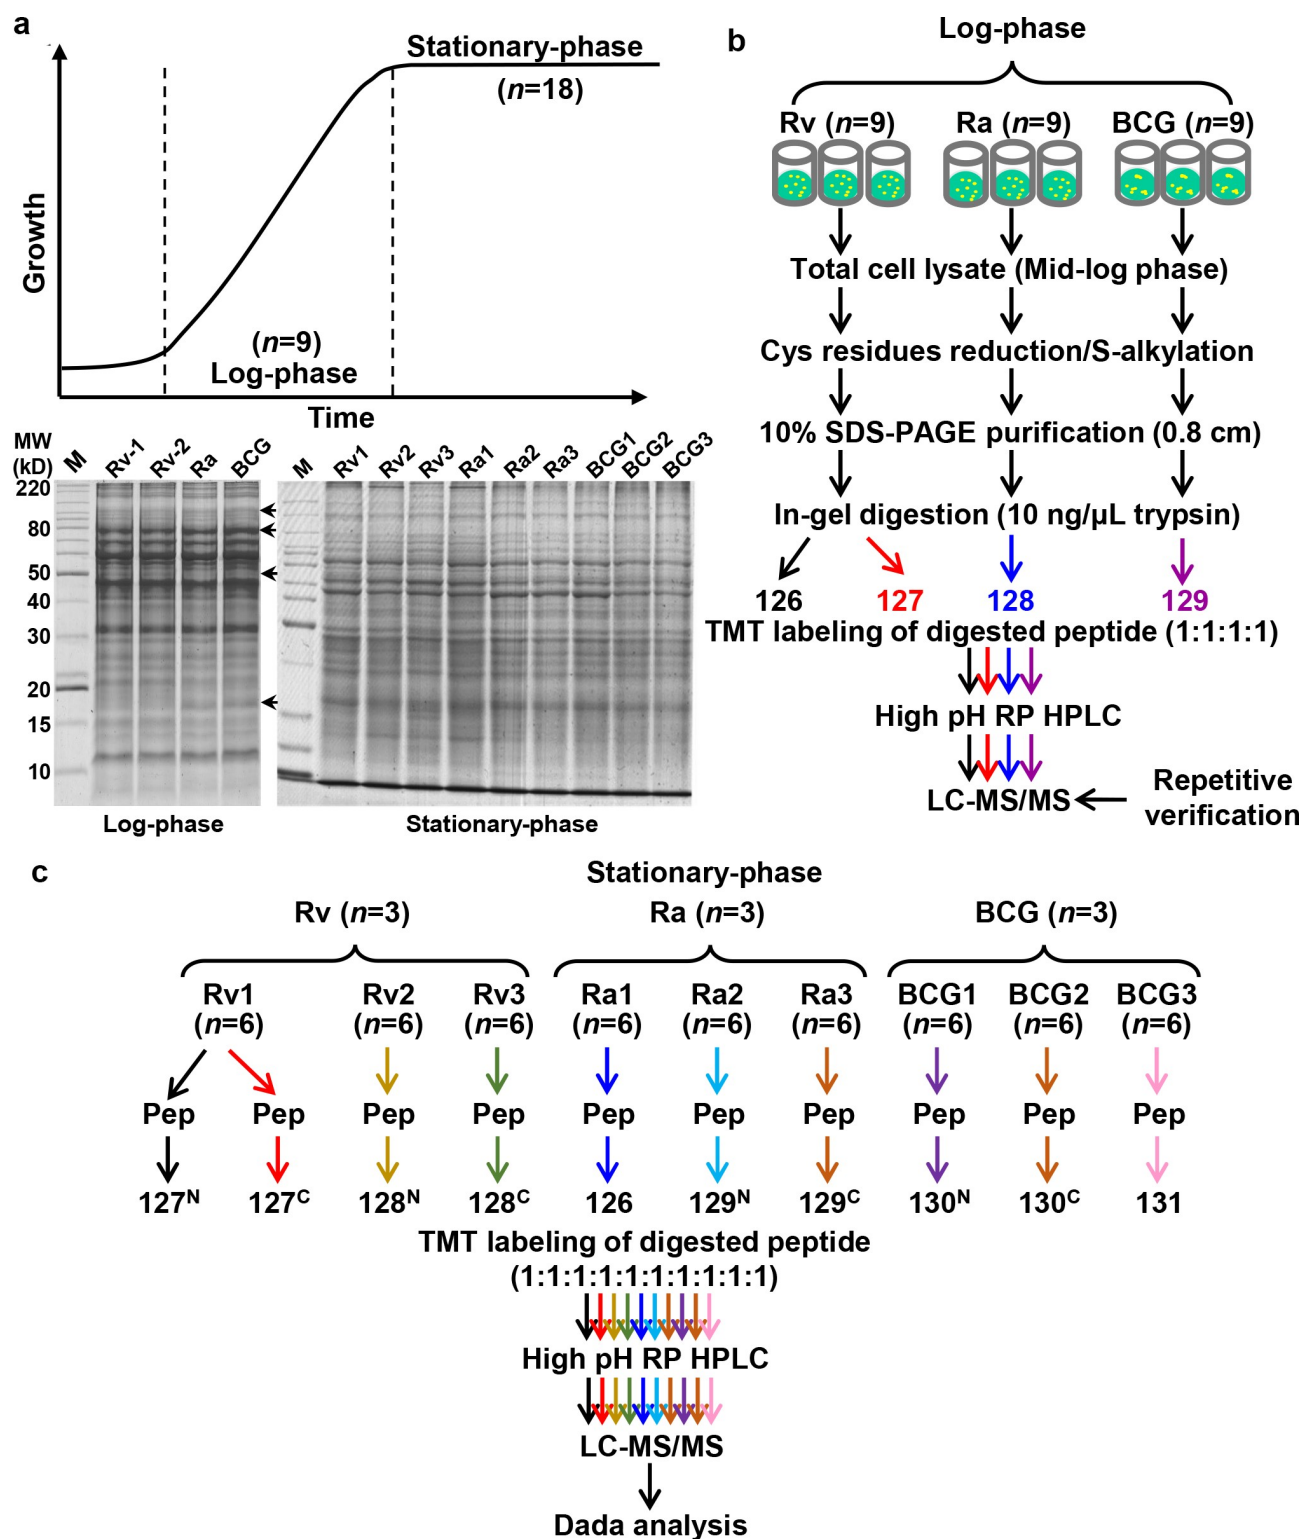 a
Stationary-phase
(n=18)
Growth
(n=9)
Log-phase
Time
MW
(kD)
M
Rv-1
Rv-2
Ra
BCG
220
80
50
40
30
20
15
10
Log-phase
M
Rv1
Rv2
Rv3
Ra1
Ra2
Ra3
BCG1
BCG2
BCG3
Stationary-phase
b
Log-phase
Rv (n=9)
Ra (n=9)
BCG (n=9)
Total cell lysate (Mid-log phase)
Cys residues reduction/S-alkylation
10% SDS-PAGE purification (0.8 cm)
In-gel digestion (10 ng/µL trypsin)
126
127
128
129
TMT labeling of digested peptide (1:1:1:1)
High pH RP HPLC
LC-MS/MS
Repetitive
verification
c
Stationary-phase
Rv (n=3)
Ra (n=3)
BCG (n=3)
Rv1
(n=6)
Rv2
(n=6)
Rv3
(n=6)
Ra1
(n=6)
Ra2
(n=6)
Ra3
(n=6)
BCG1
(n=6)
BCG2
(n=6)
BCG3
(n=6)
Pep
Pep
Pep
Pep
Pep
Pep
Pep
Pep
Pep
Pep
127N
127C
128N
128C
126
129N
129C
130N
130C
131
TMT labeling of digested peptide
(1:1:1:1:1:1:1:1:1:1)
High pH RP HPLC
LC-MS/MS
Dada analysis